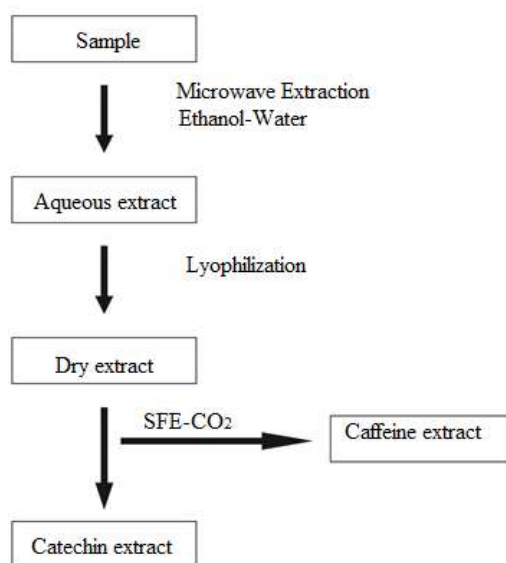 Sample
Microwave Extraction
Ethanol-Water
Aqueous extract
Lyophilization
Dry extract
SFE-CO2
Caffeine extract
Catechin extract